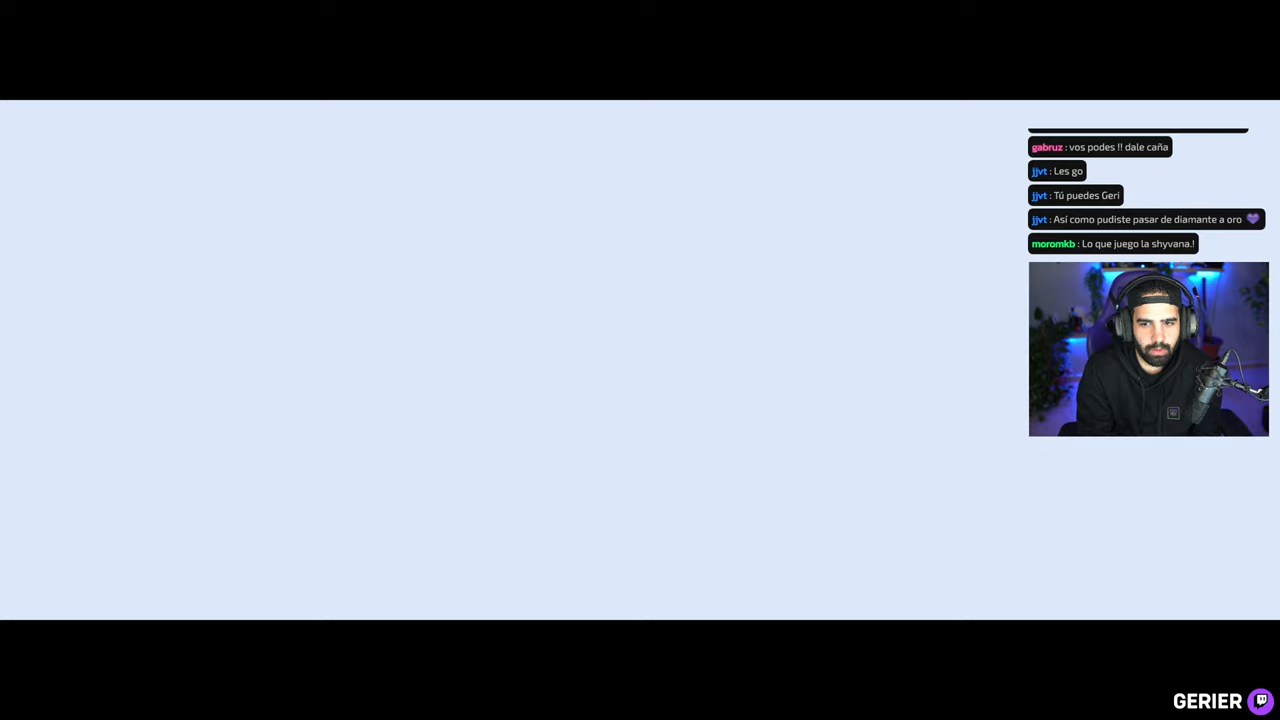 gabruz : vos podes !! dale caña
jjvt : Les go
jjvt : Tú puedes Geri
jjvt : Así como pudiste pasar de diamante a oro 💜
moromkb : Lo que juego la shyvana.!
GERIER